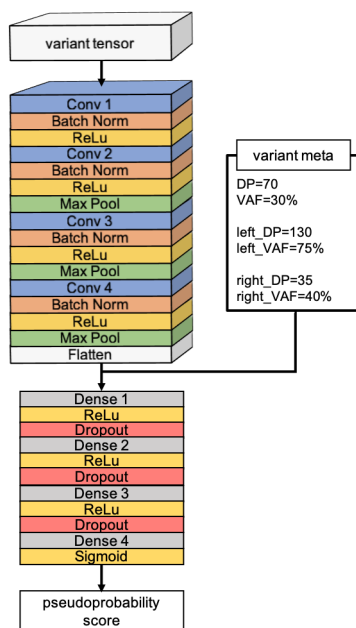 variant tensor
Conv 1
Batch Norm
ReLu
Conv 2
Batch Norm
ReLu
Max Pool
Conv 3
Batch Norm
ReLu
Max Pool
Conv 4
Batch Norm
ReLu
Max Pool
Flatten
variant meta
DP=70
VAF=30%
left_DP=130
left_VAF=75%
right_DP=35
right_VAF=40%
Dense 1
ReLu
Dropout
Dense 2
ReLu
Dropout
Dense 3
ReLu
Dropout
Dense 4
Sigmoid
pseudoprobability
score